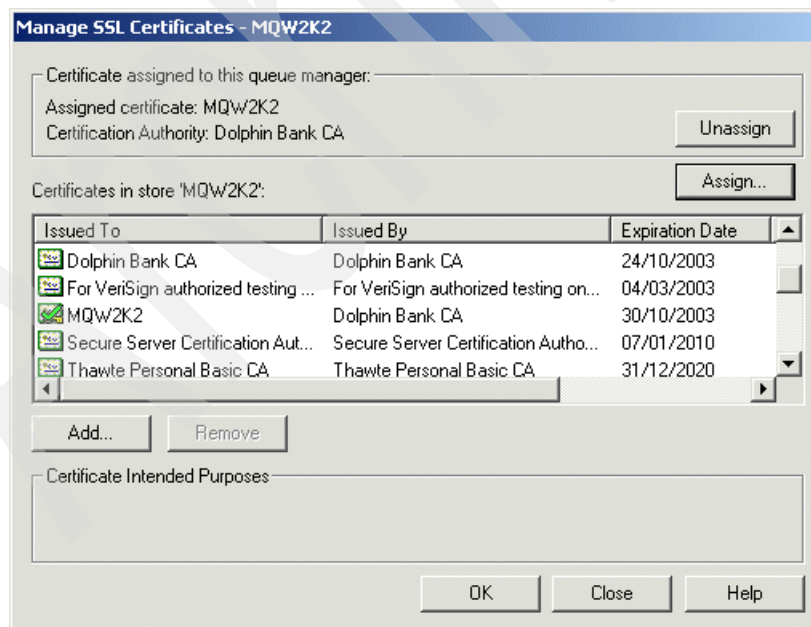 Manage SSL Certificates - MQW2K2
Certificate assigned to this queue manager:
Assigned certificate: MQW2K2
Certification Authority: Dolphin Bank CA
Unassign
Assign...
Certificates in store 'MQW2K2':
Issued To Issued By Expiration Date
Dolphin Bank CA Dolphin Bank CA 24/10/2003
For VeriSign authorized testing ... For VeriSign authorized testing on... 04/03/2003
MQW2K2 Dolphin Bank CA 30/10/2003
Secure Server Certification Aut... Secure Server Certification Autho... 07/01/2010
Thawte Personal Basic CA Thawte Personal Basic CA 31/12/2020
Add... Remove
Certificate Intended Purposes
OK Close Help